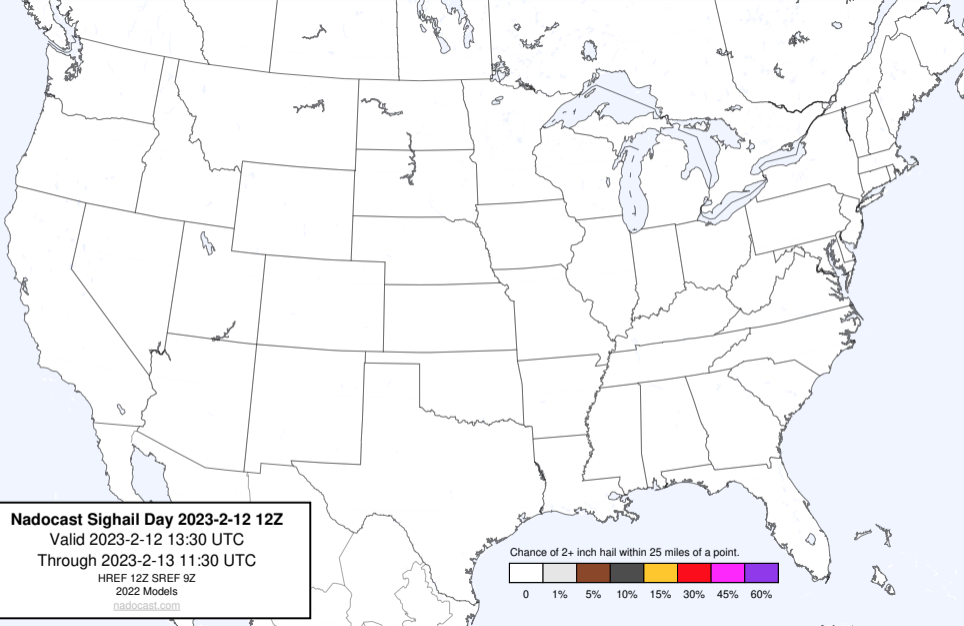 Nadocast Sighail Day 2023-2-12 12Z
Valid 2023-2-12 13:30 UTC
Through 2023-2-13 11:30 UTC
HREF 12Z SREF 9Z
2022 Models
nadocast.com
Chance of 2+ inch hail within 25 miles of a point.
0 1% 5% 10% 15% 30% 45% 60%